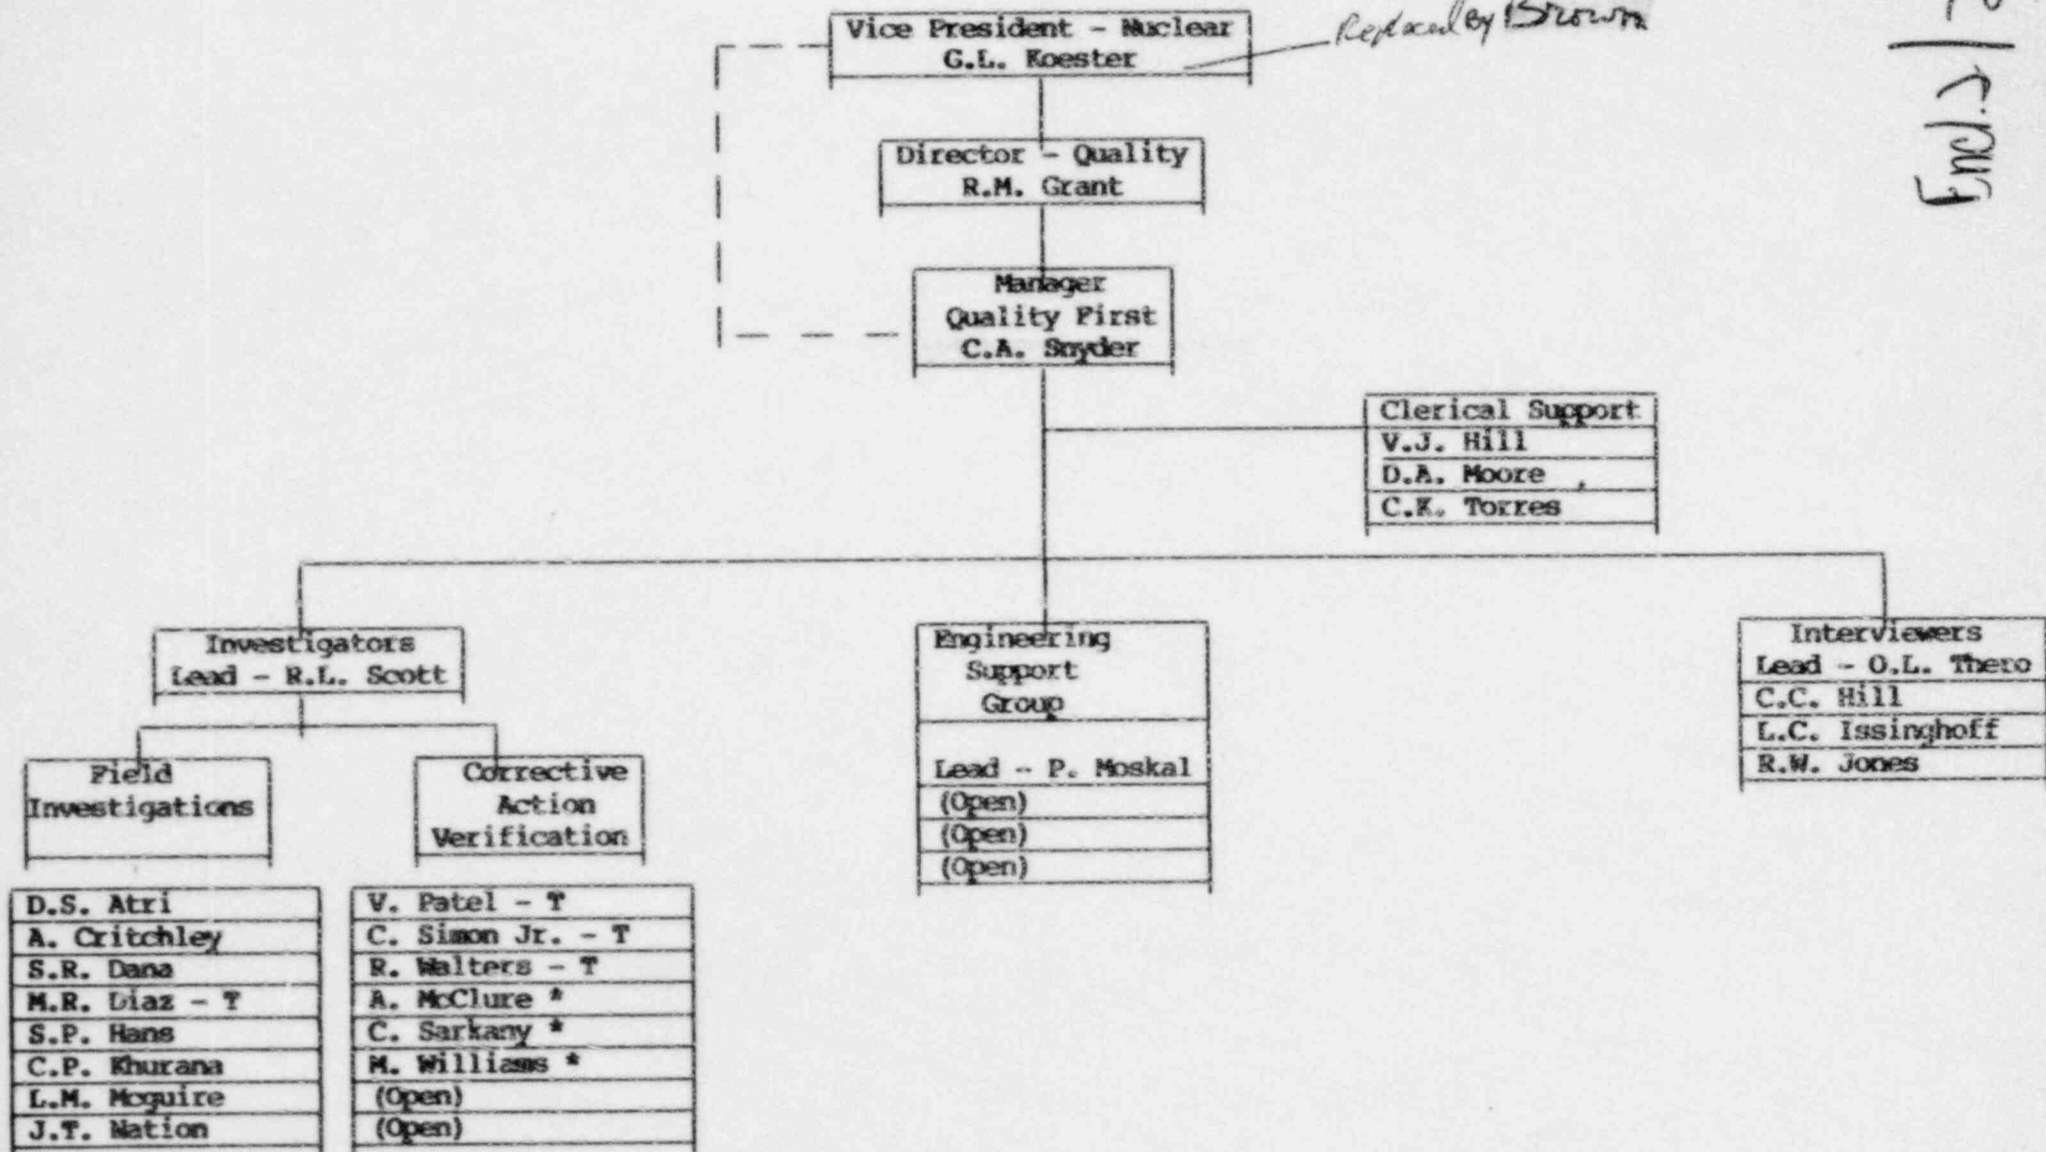 Vice President - Nuclear
G.L. Koester
Replaced by Brown
Encl.
Director - Quality
R.M. Grant
Manager
Quality First
C.A. Snyder
Clerical Support
V.J. Hill
D.A. Moore
C.K. Torres
Investigators
Lead - R.L. Scott
Field
Investigations
D.S. Atri
A. Critchley
S.R. Dana
M.R. Diaz - T
S.P. Hans
C.P. Khurana
L.M. Mcguire
J.T. Nation
Corrective
Action
Verification
V. Patel - T
C. Simon Jr. - T
R. Walters - T
A. McClure *
C. Sarkany *
M. Williams *
(Open)
(Open)
Engineering
Support
Group
Lead - P. Moskal
(Open)
(Open)
(Open)
Interviewers
Lead - O.L. Thero
C.C. Hill
L.C. Issinghoff
R.W. Jones